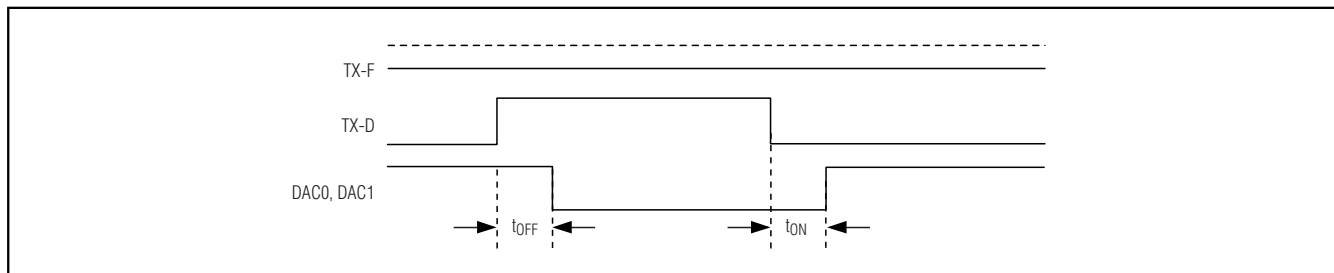 TX-F
TX-D
DAC0, DAC1
tOFF
tON